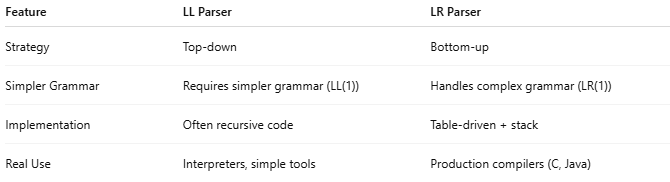 Feature LL Parser LR Parser
Strategy Top-down Bottom-up
Simpler Grammar Requires simpler grammar (LL(1)) Handles complex grammar (LR(1))
Implementation Often recursive code Table-driven + stack
Real Use Interpreters, simple tools Production compilers (C, Java)